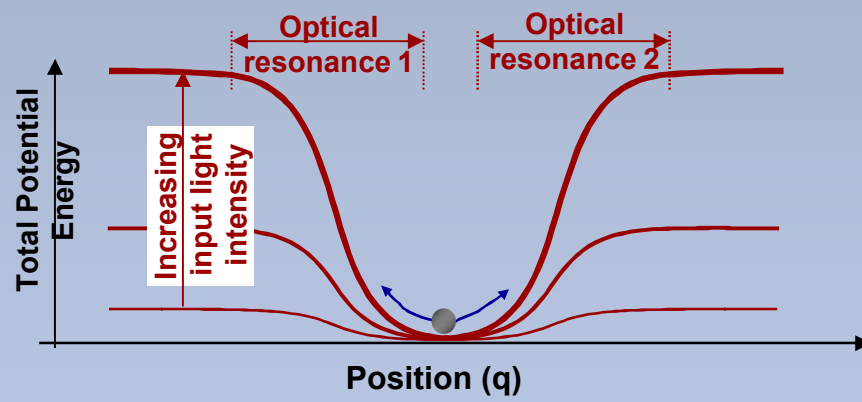 Optical
resonance 1
Optical
resonance 2
Total Potential
Energy
Increasing
input light
intensity
Position (q)